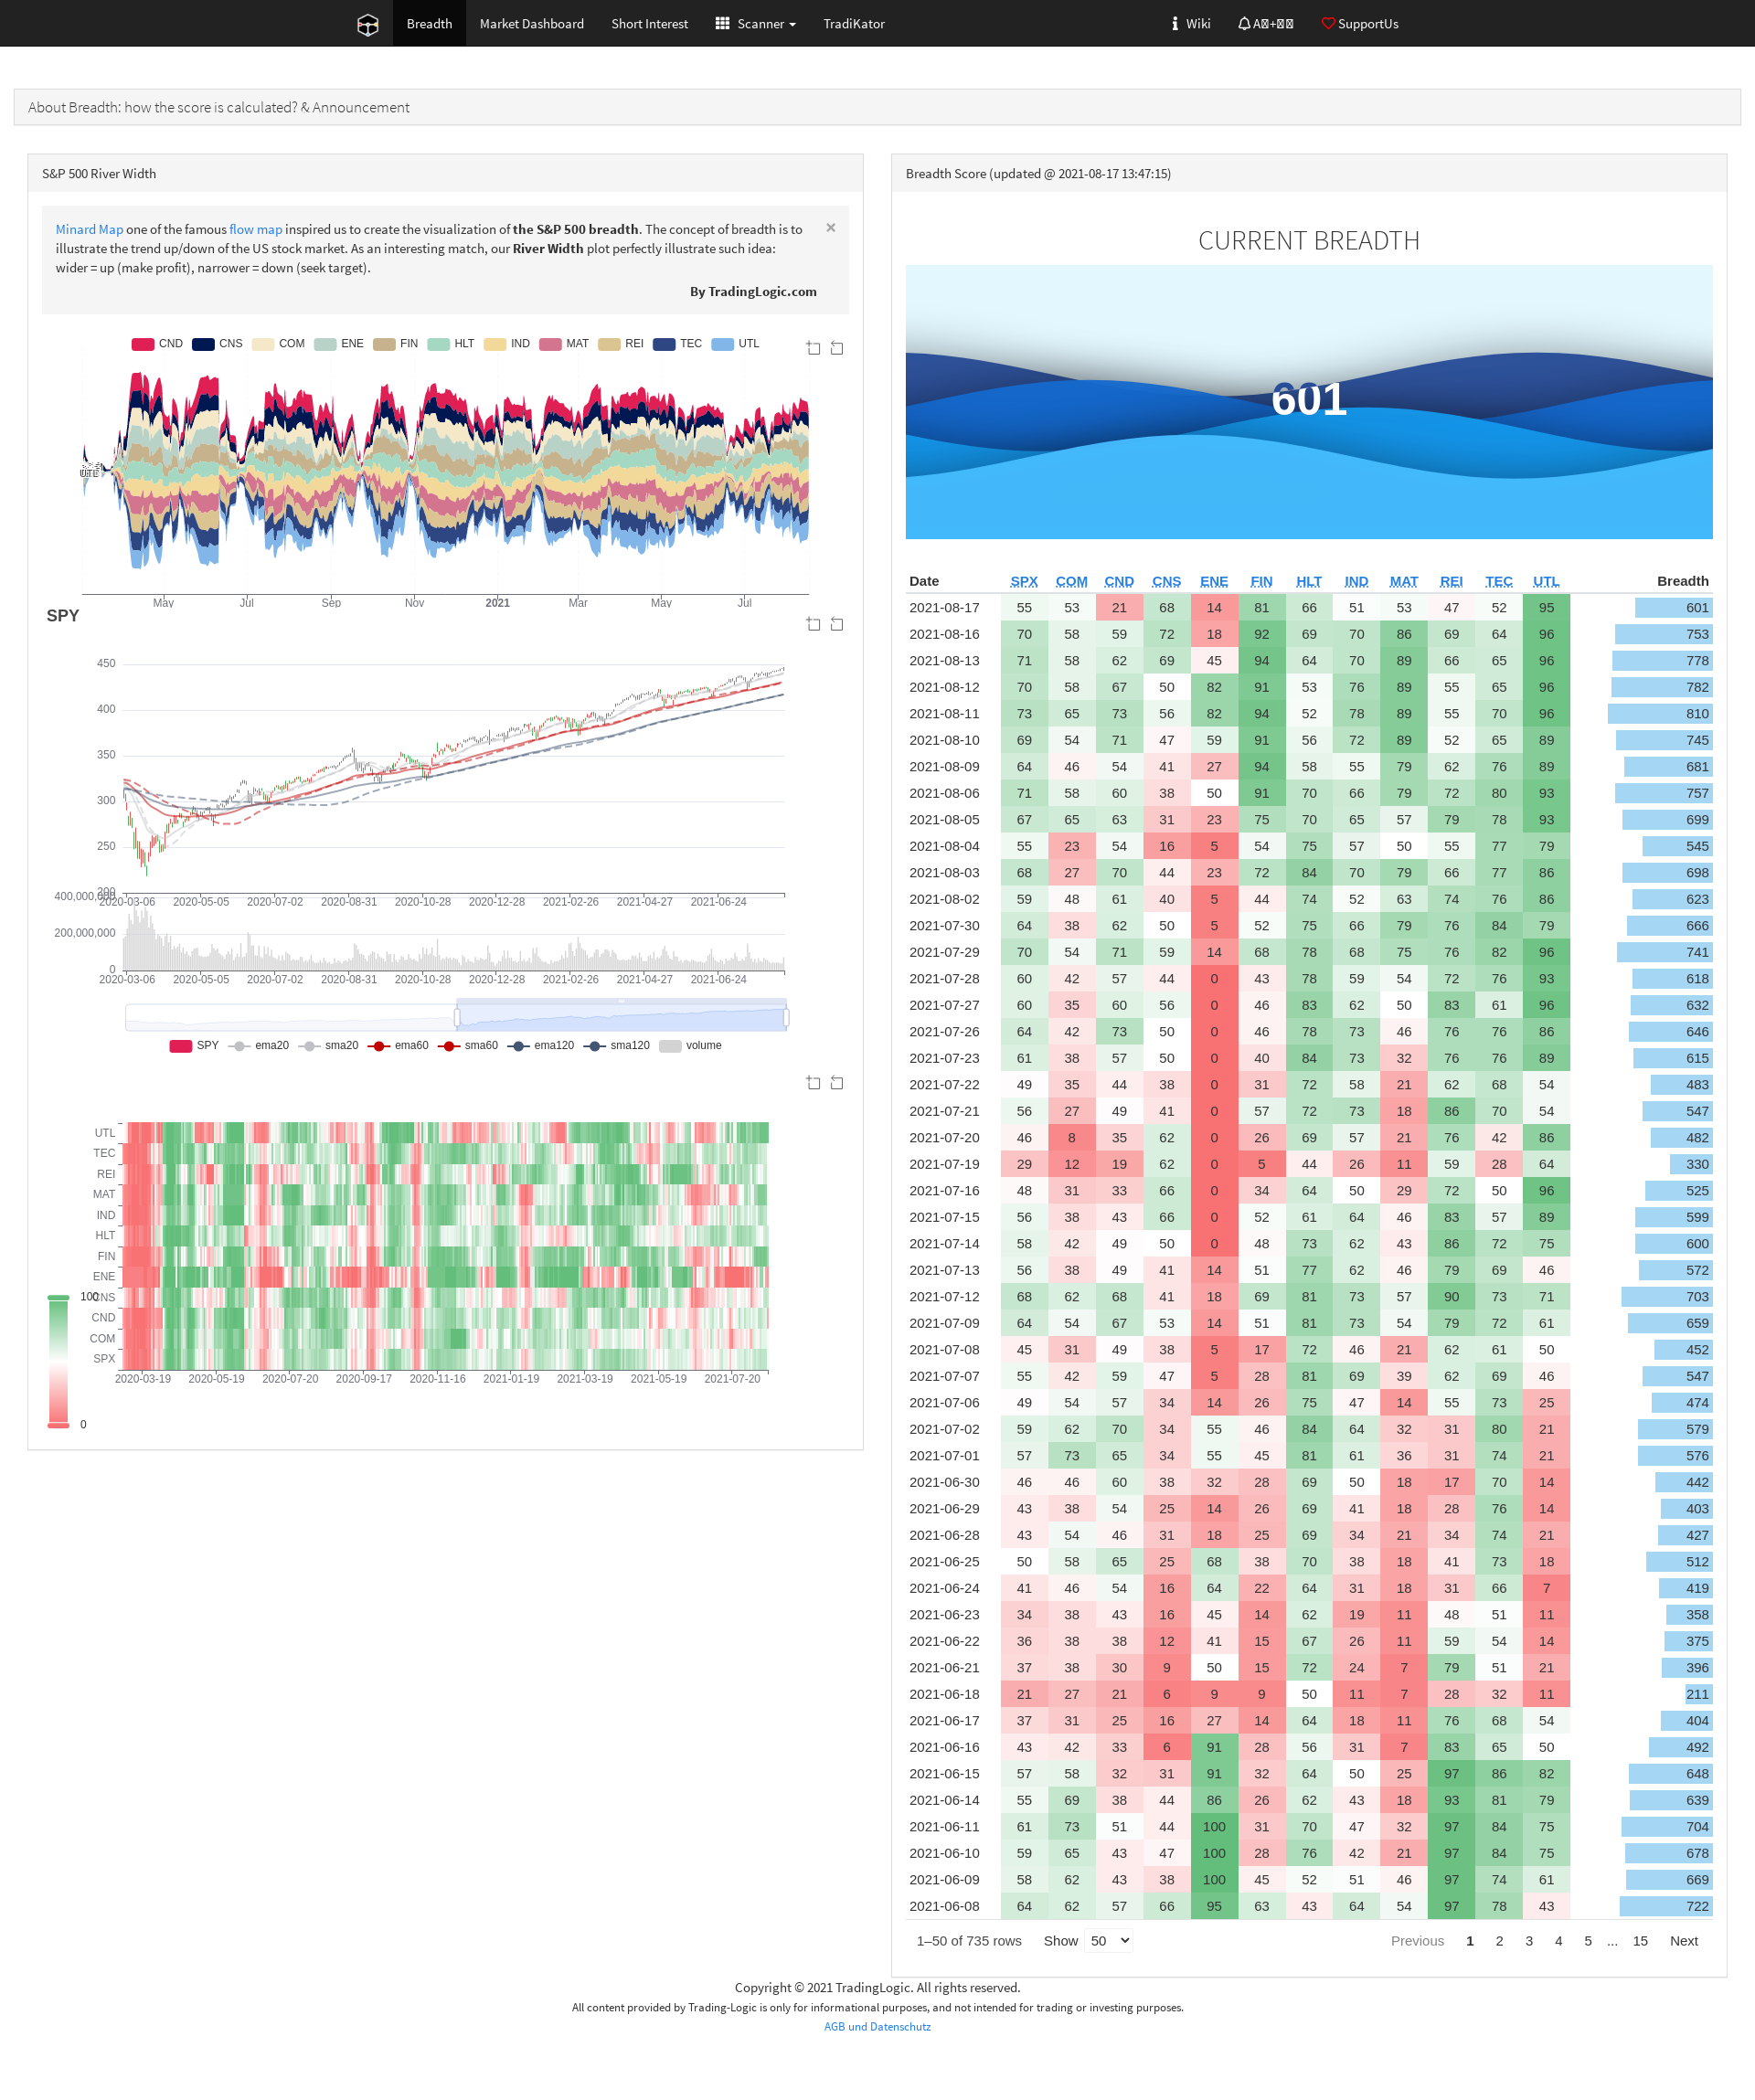 Breadth Market Dashboard Short Interest Scanner TradiKator Wiki SupportUs
About Breadth: how the score is calculated? & Announcement
S&P 500 River Width
Minard Map one of the famous flow map inspired us to create the visualization of the S&P 500 breadth. The concept of breadth is to
illustrate the trend up/down of the US stock market. As an interesting match, our River Width plot perfectly illustrate such idea:
wider = up (make profit), narrower = down (seek target).
×
By TradingLogic.com
CND CNS COM ENE FIN HLT IND MAT REI TEC UTL
UTL
May Jul Sep Nov 2021 Mar May Jul
SPY
450
400
350
300
250
200
2020-03-06 2020-05-05 2020-07-02 2020-08-31 2020-10-28 2020-12-28 2021-02-26 2021-04-27 2021-06-24
400,000,000
200,000,000
0
2020-03-06 2020-05-05 2020-07-02 2020-08-31 2020-10-28 2020-12-28 2021-02-26 2021-04-27 2021-06-24
SPY ema20 sma20 ema60 sma60 ema120 sma120 volume
UTL
TEC
REI
MAT
IND
HLT
FIN
ENE
CNS
CND
COM
SPX
2020-03-19 2020-05-19 2020-07-20 2020-09-17 2020-11-16 2021-01-19 2021-03-19 2021-05-19 2021-07-20
100
0
Breadth Score (updated @ 2021-08-17 13:47:15)
CURRENT BREADTH
601
Date SPX COM CND CNS ENE FIN HLT IND MAT REI TEC UTL Breadth
2021-08-17 55 53 21 68 14 81 66 51 53 47 52 95 601
2021-08-16 70 58 59 72 18 92 69 70 86 69 64 96 753
2021-08-13 71 58 62 69 45 94 64 70 89 66 65 96 778
2021-08-12 70 58 67 50 82 91 53 76 89 55 65 96 782
2021-08-11 73 65 73 56 82 94 52 78 89 55 70 96 810
2021-08-10 69 54 71 47 59 91 56 72 89 52 65 89 745
2021-08-09 64 46 54 41 27 94 58 55 79 62 76 89 681
2021-08-06 71 58 60 38 50 91 70 66 79 72 80 93 757
2021-08-05 67 65 63 31 23 75 70 65 57 79 78 93 699
2021-08-04 55 23 54 16 5 54 75 57 50 55 77 79 545
2021-08-03 68 27 70 44 23 72 84 70 79 66 77 86 698
2021-08-02 59 48 61 40 5 44 74 52 63 74 76 86 623
2021-07-30 64 38 62 50 5 52 75 66 79 76 84 79 666
2021-07-29 70 54 71 59 14 68 78 68 75 76 82 96 741
2021-07-28 60 42 57 44 0 43 78 59 54 72 76 93 618
2021-07-27 60 35 60 56 0 46 83 62 50 83 61 96 632
2021-07-26 64 42 73 50 0 46 78 73 46 76 76 86 646
2021-07-23 61 38 57 50 0 40 84 73 32 76 76 89 615
2021-07-22 49 35 44 38 0 31 72 58 21 62 68 54 483
2021-07-21 56 27 49 41 0 57 72 73 18 86 70 54 547
2021-07-20 46 8 35 62 0 26 69 57 21 76 42 86 482
2021-07-19 29 12 19 62 0 5 44 26 11 59 28 64 330
2021-07-16 48 31 33 66 0 34 64 50 29 72 50 96 525
2021-07-15 56 38 43 66 0 52 61 64 46 83 57 89 599
2021-07-14 58 42 49 50 0 48 73 62 43 86 72 75 600
2021-07-13 56 38 49 41 14 51 77 62 46 79 69 46 572
2021-07-12 68 62 68 41 18 69 81 73 57 90 73 71 703
2021-07-09 64 54 67 53 14 51 81 73 54 79 72 61 659
2021-07-08 45 31 49 38 5 17 72 46 21 62 61 50 452
2021-07-07 55 42 59 47 5 28 81 69 39 62 69 46 547
2021-07-06 49 54 57 34 14 26 75 47 14 55 73 25 474
2021-07-02 59 62 70 34 55 46 84 64 32 31 80 21 579
2021-07-01 57 73 65 34 55 45 81 61 36 31 74 21 576
2021-06-30 46 46 60 38 32 28 69 50 18 17 70 14 442
2021-06-29 43 38 54 25 14 26 69 41 18 28 76 14 403
2021-06-28 43 54 46 31 18 25 69 34 21 34 74 21 427
2021-06-25 50 58 65 25 68 38 70 38 18 41 73 18 512
2021-06-24 41 46 54 16 64 22 64 31 18 31 66 7 419
2021-06-23 34 38 43 16 45 14 62 19 11 48 51 11 358
2021-06-22 36 38 38 12 41 15 67 26 11 59 54 14 375
2021-06-21 37 38 30 9 50 15 72 24 7 79 51 21 396
2021-06-18 21 27 21 6 9 9 50 11 7 28 32 11 211
2021-06-17 37 31 25 16 27 14 64 18 11 76 68 54 404
2021-06-16 43 42 33 6 91 28 56 31 7 83 65 50 492
2021-06-15 57 58 32 31 91 32 64 50 25 97 86 82 648
2021-06-14 55 69 38 44 86 26 62 43 18 93 81 79 639
2021-06-11 61 73 51 44 100 31 70 47 32 97 84 75 704
2021-06-10 59 65 43 47 100 28 76 42 21 97 84 75 678
2021-06-09 58 62 43 38 100 45 52 51 46 97 74 61 669
2021-06-08 64 62 57 66 95 63 43 64 54 97 78 43 722
1–50 of 735 rows Show 50 Previous 1 2 3 4 5 ... 15 Next
Copyright © 2021 TradingLogic. All rights reserved.
All content provided by Trading-Logic is only for informational purposes, and not intended for trading or investing purposes.
AGB und Datenschutz